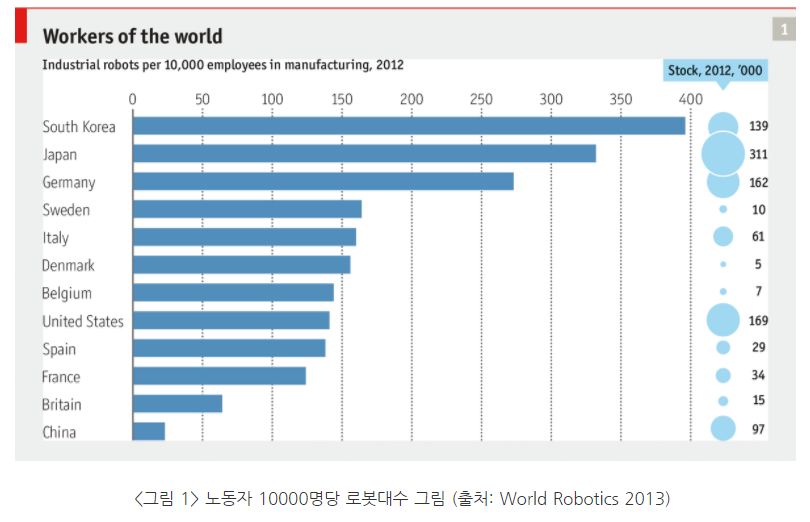 1
Workers of the world
Industrial robots per 10,000 employees in manufacturing, 2012
Stock, 2012, ’000
0 50 100 150 200 250 300 350 400
South Korea 139
Japan 311
Germany 162
Sweden 10
Italy 61
Denmark 5
Belgium 7
United States 169
Spain 29
France 34
Britain 15
China 97
<그림 1> 노동자 10000명당 로봇대수 그림 (출처: World Robotics 2013)